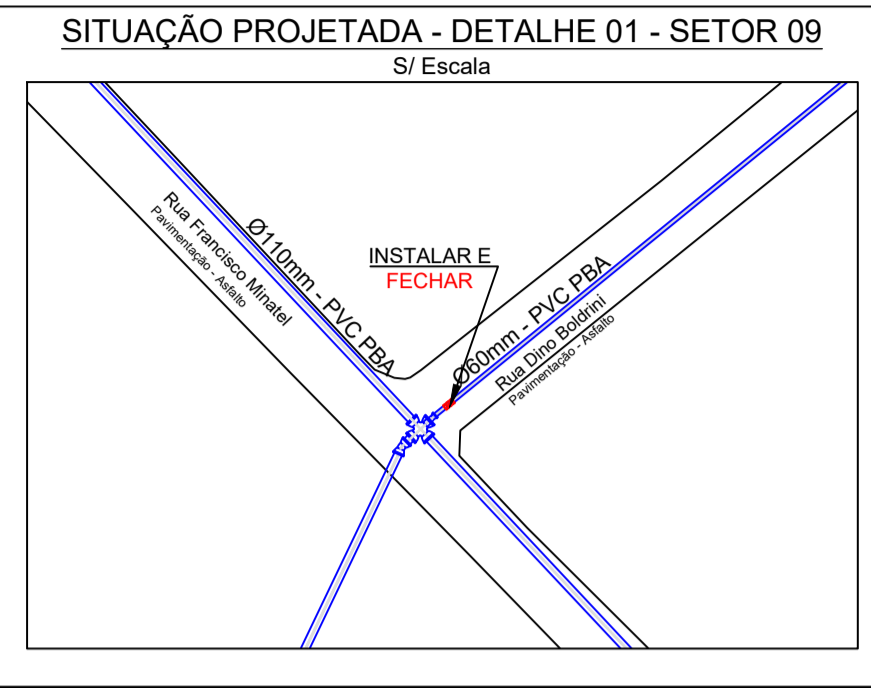 SITUAÇÃO PROJETADA - DETALHE 01 - SETOR 09
S/ Escala
Rua Francisco Minatel
Pavimentação - Asfalto
Ø110mm - PVC PBA
INSTALAR E
FECHAR
Ø60mm - PVC PBA
Rua Dino Boldrini
Pavimentação - Asfalto